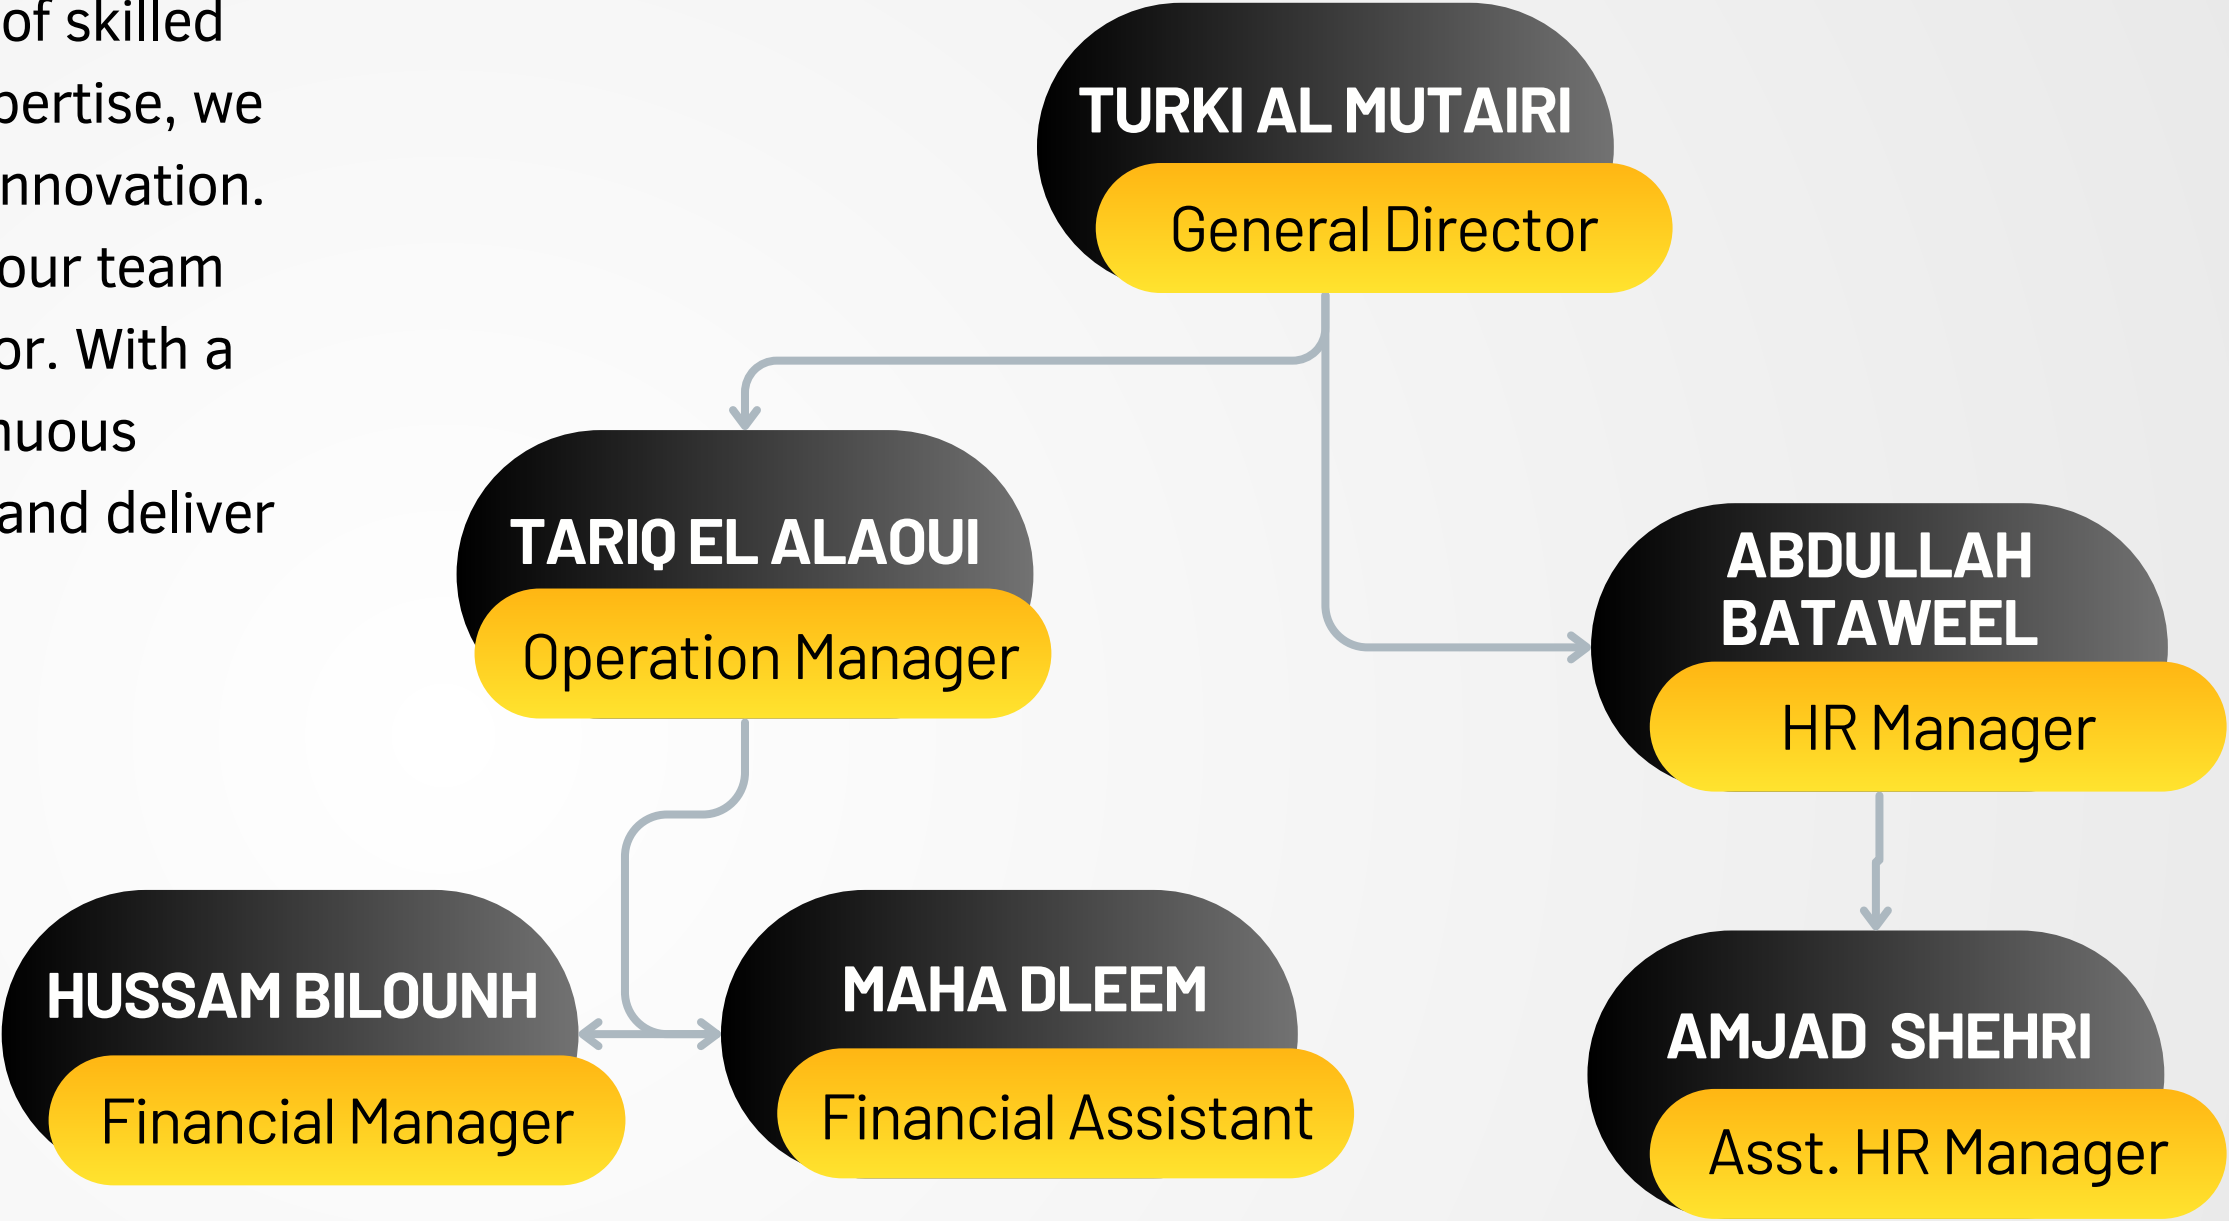 of skilled
pertise, we
nnovation.
our team
or. With a
nuous
and deliver
TURKI AL MUTAIRI
General Director
TARIQ EL ALAOUI
Operation Manager
ABDULLAH
BATAWEEL
HR Manager
HUSSAM BILOUNH
Financial Manager
MAHA DLEEM
Financial Assistant
AMJAD  SHEHRI
Asst. HR Manager